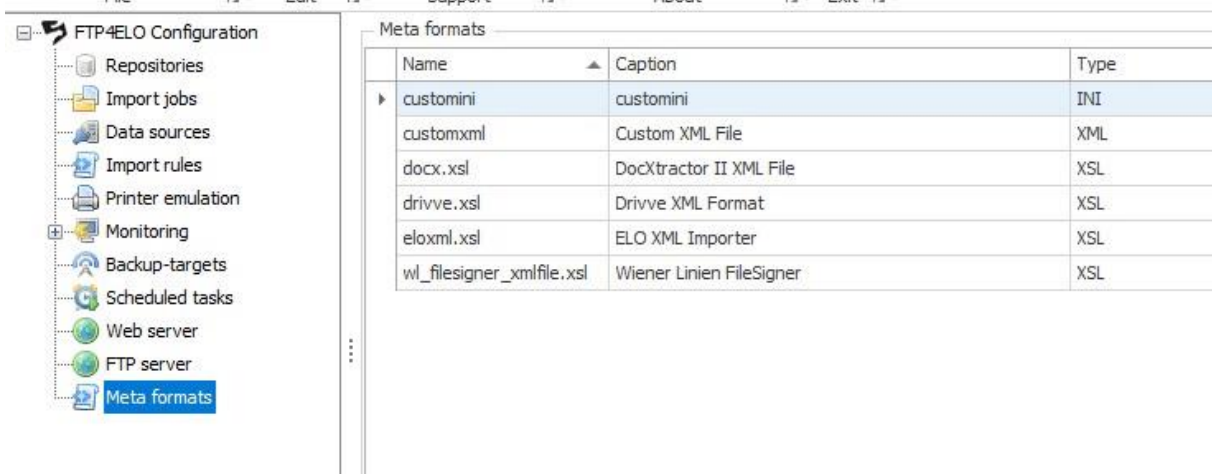 FTP4ELO Configuration
Repositories
Import jobs
Data sources
Import rules
Printer emulation
Monitoring
Backup-targets
Scheduled tasks
Web server
FTP server
Meta formats
Meta formats
Name Caption Type
customini customini INI
customxml Custom XML File XML
docx.xsl DocXtractor II XML File XSL
drivve.xsl Drivve XML Format XSL
eloxml.xsl ELO XML Importer XSL
wl_filesigner_xmlfile.xsl Wiener Linien FileSigner XSL